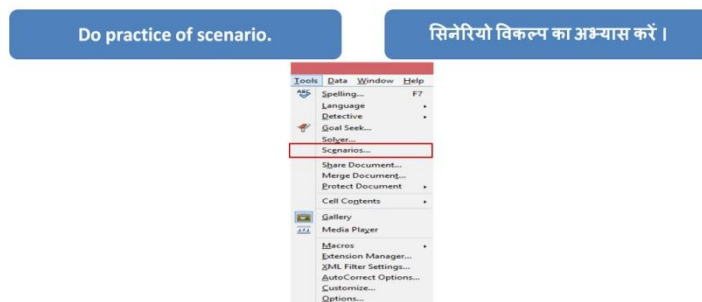 Do practice of scenario.
सिनेरियो विकल्प का अभ्यास करें ।
Tools Data Window Help
ABC Spelling... F7
Language
Detective
Goal Seek...
Solver...
Scenarios...
Share Document...
Merge Document...
Protect Document
Cell Contents
Gallery
Media Player
Macros
Extension Manager...
XML Filter Settings...
AutoCorrect Options...
Customize...
Options...